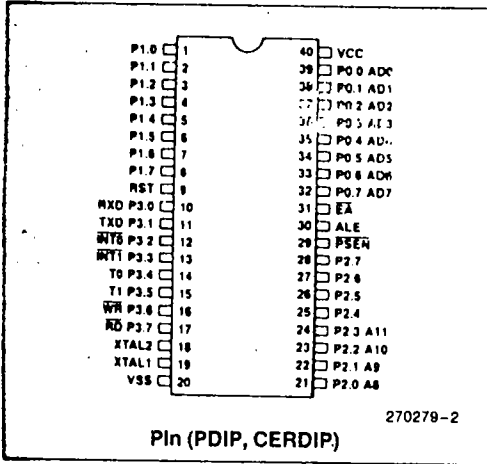 P1.0 1 40 VCC
P1.1 2 39 P0.0 AD0
P1.2 3 38 P0.1 AD1
P1.3 4 37 P0.2 AD2
P1.4 5 36 P0.3 AD3
P1.5 6 35 P0.4 AD4
P1.6 7 34 P0.5 AD5
P1.7 8 33 P0.6 AD6
RST 9 32 P0.7 AD7
RXD P3.0 10 31 EA
TXD P3.1 11 30 ALE
INT0 P3.2 12 29 PSEN
INT1 P3.3 13 28 P2.7
T0 P3.4 14 27 P2.6
T1 P3.5 15 26 P2.5
WR P3.6 16 25 P2.4
RD P3.7 17 24 P2.3 A11
XTAL2 18 23 P2.2 A10
XTAL1 19 22 P2.1 A9
VSS 20 21 P2.0 A8
270279-2
Pin (PDIP, CERDIP)